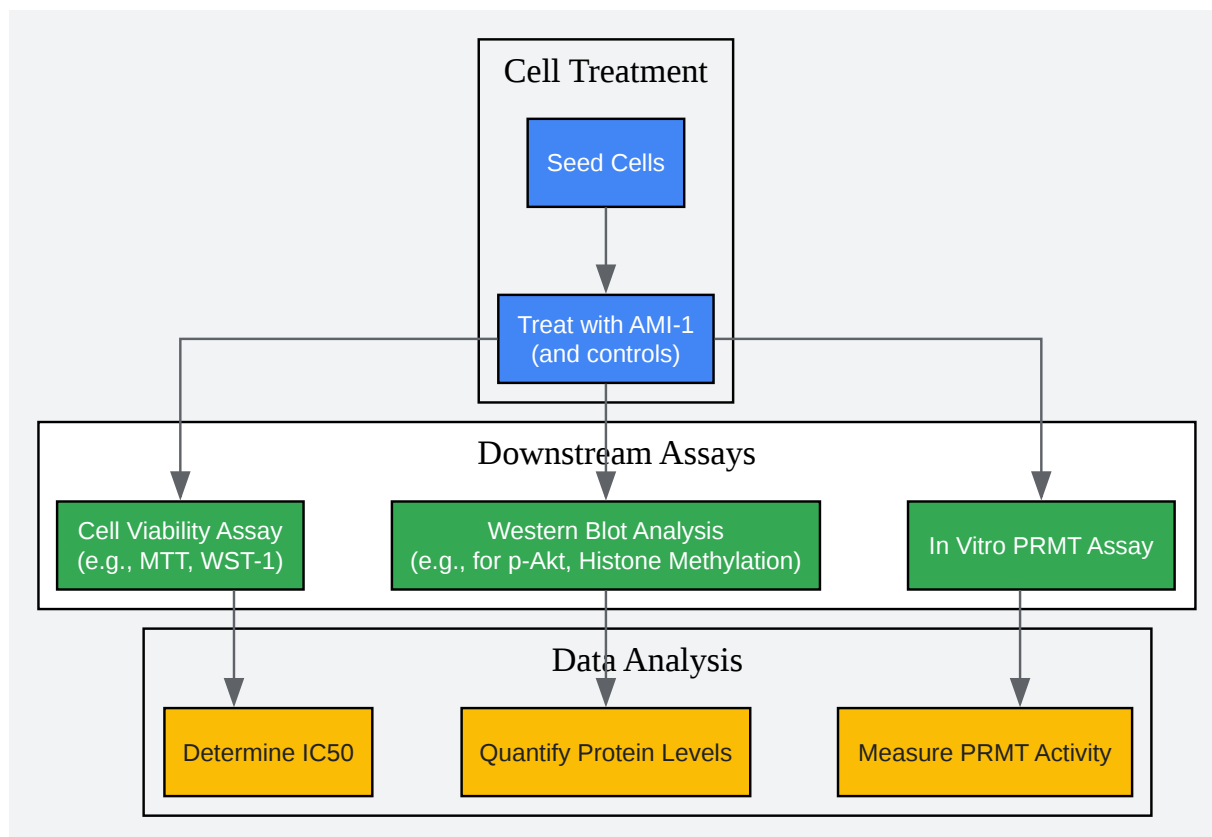 Cell Treatment
Seed Cells
Treat with AMI-1
(and controls)
Downstream Assays
Cell Viability Assay
(e.g., MTT, WST-1)
Western Blot Analysis
(e.g., for p-Akt, Histone Methylation)
In Vitro PRMT Assay
Data Analysis
Determine IC50
Quantify Protein Levels
Measure PRMT Activity